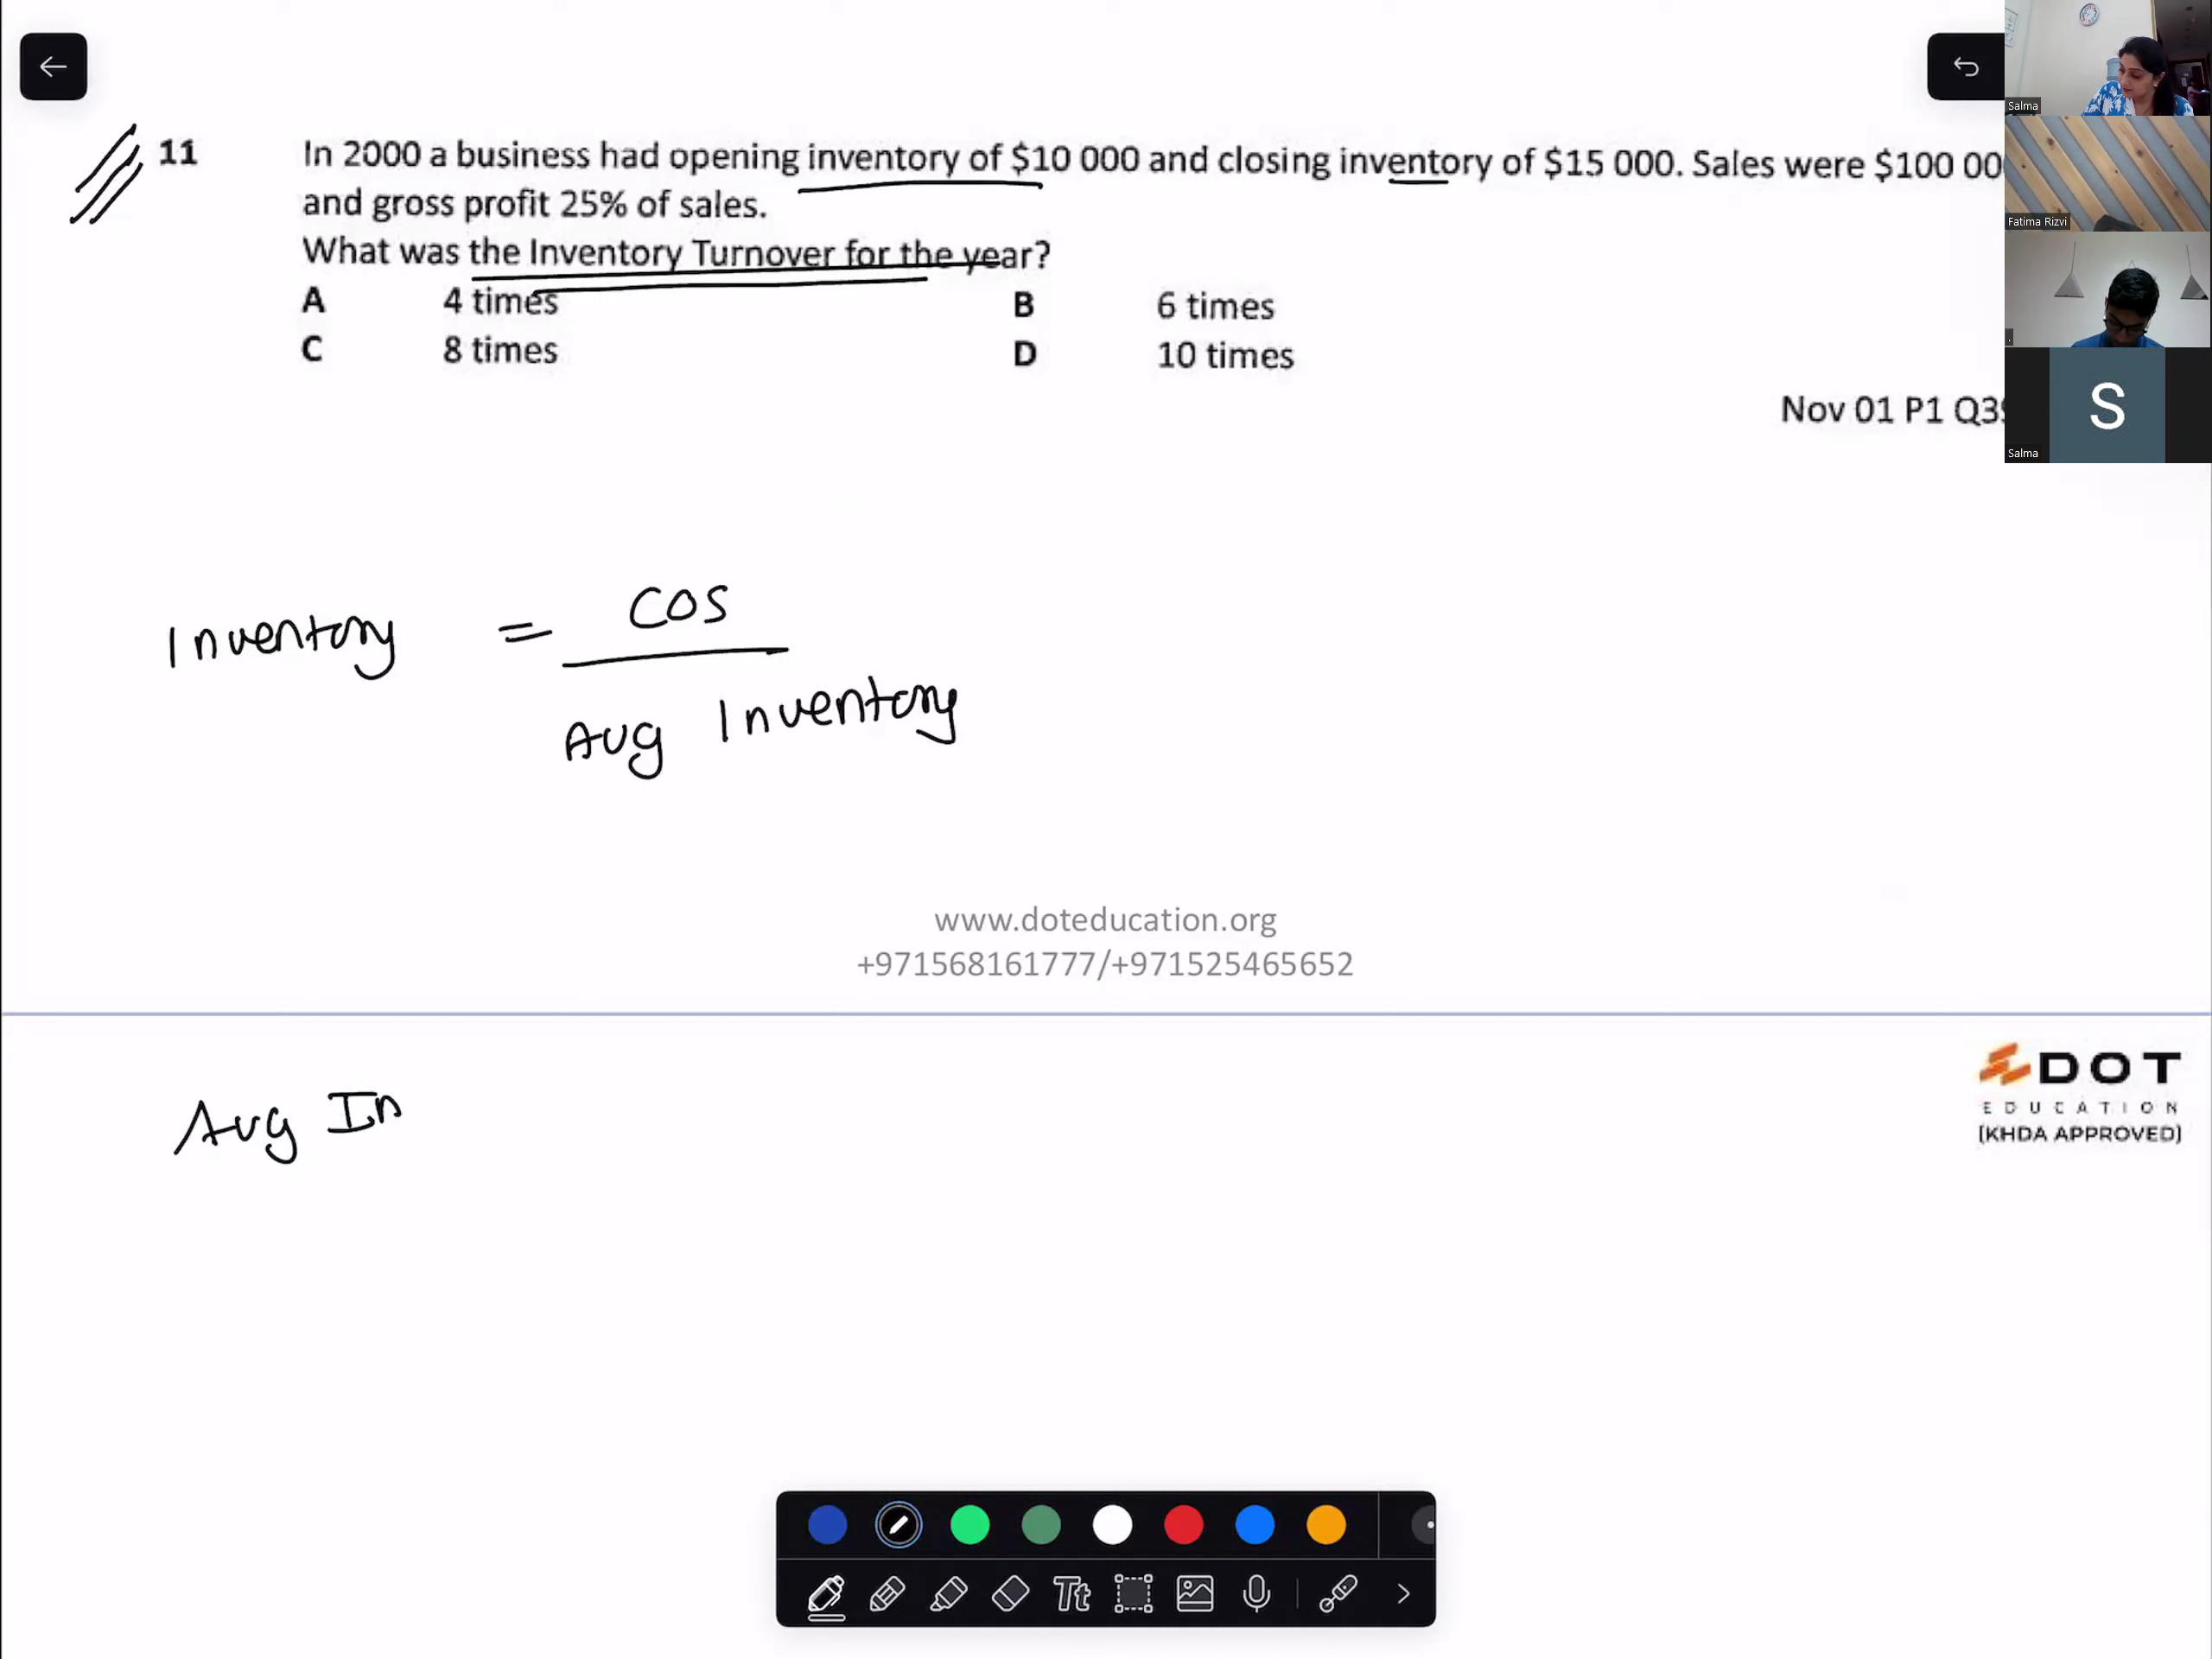 11 In 2000 a business had opening inventory of $10 000 and closing inventory of $15 000. Sales were $100 00
and gross profit 25% of sales.
What was the Inventory Turnover for the year?
A 4 times B 6 times
C 8 times D 10 times
Nov 01 P1 Q3
Inventory = COS
Avg Inventory
www.doteducation.org
+971568161777/+971525465652
DOT
EDUCATION
(KHDA APPROVED)
Avg In
Salma
Fatima Rizvi
S
Salma
Tt